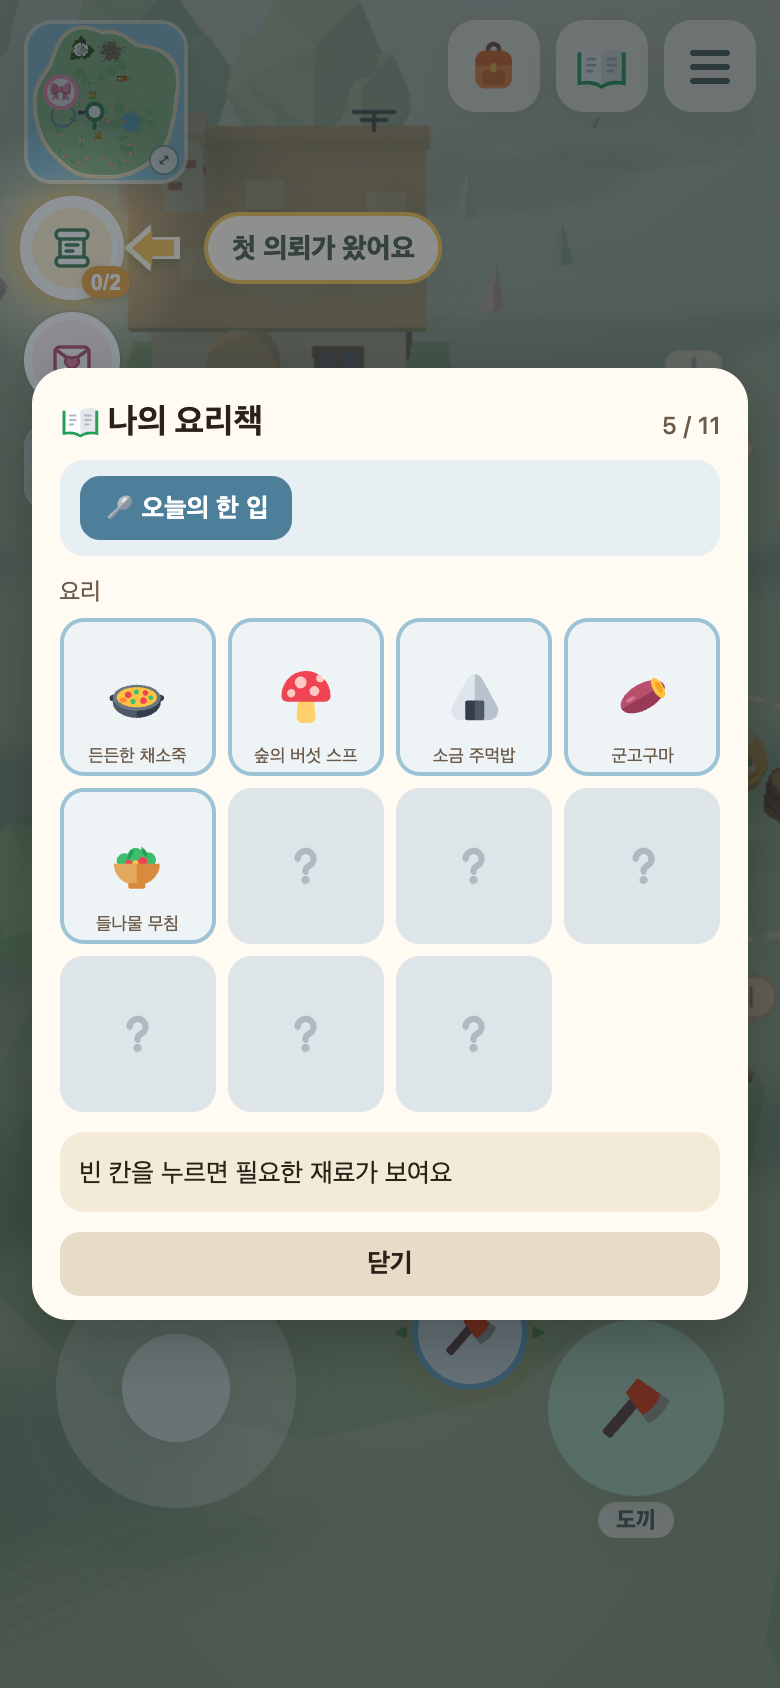 0/2
첫 의뢰가 왔어요
나의 요리책
5 / 11
오늘의 한 입
요리
든든한 채소죽
숲의 버섯 스프
소금 주먹밥
군고구마
들나물 무침
?
?
?
?
?
?
빈 칸을 누르면 필요한 재료가 보여요
닫기
도끼